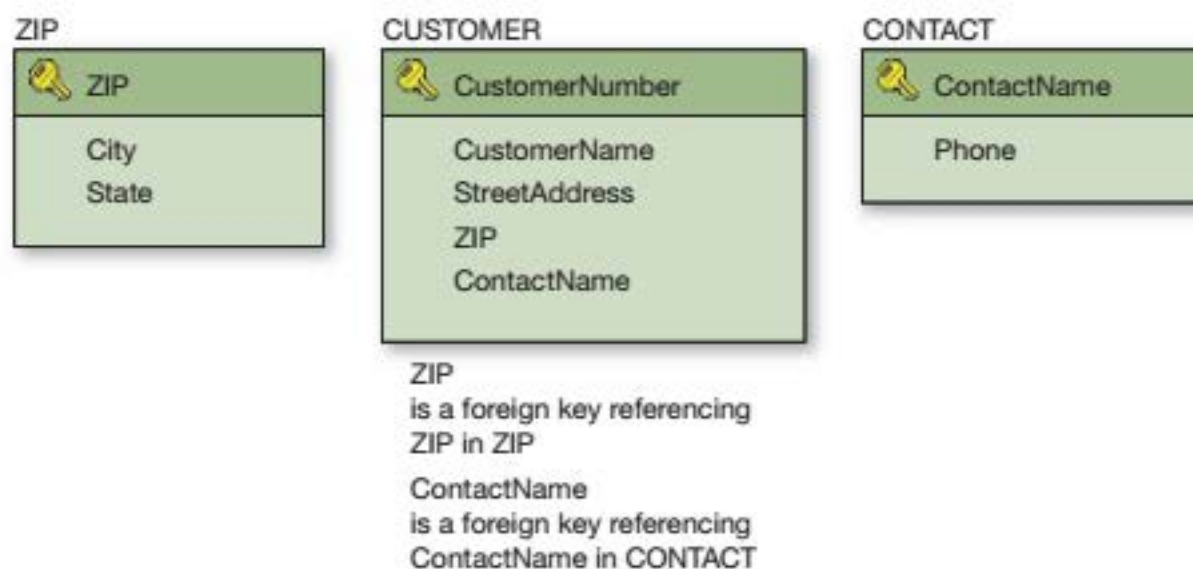 ZIP
ZIP
City
State
CUSTOMER
CustomerNumber
CustomerName
StreetAddress
ZIP
ContactName
ZIP
is a foreign key referencing
ZIP in ZIP
ContactName
is a foreign key referencing
ContactName in CONTACT
CONTACT
ContactName
Phone